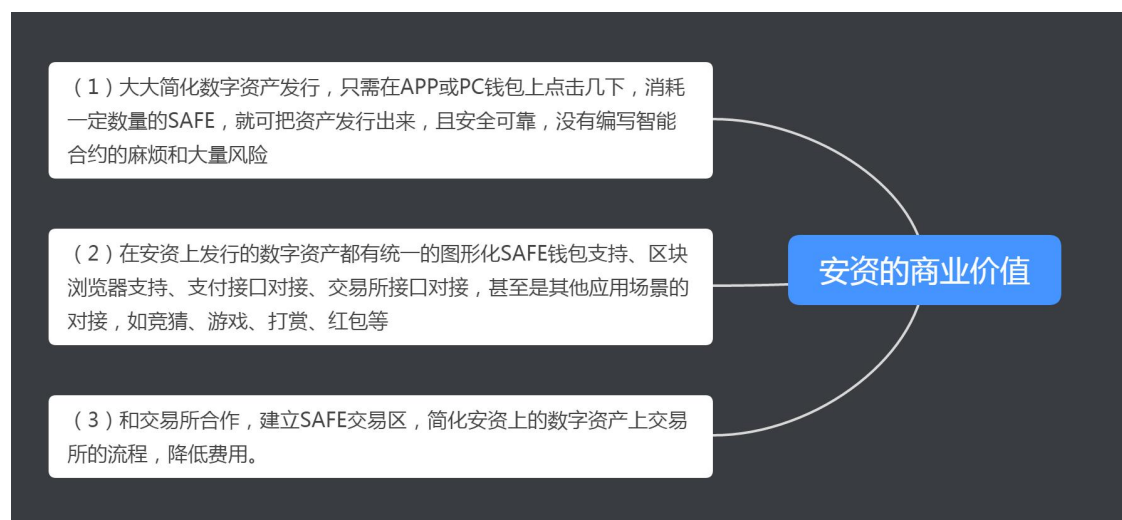 （1）大大简化数字资产发行，只需在APP或PC钱包上点击几下，消耗
一定数量的SAFE，就可把资产发行出来，且安全可靠，没有编写智能
合约的麻烦和大量风险
（2）在安资上发行的数字资产都有统一的图形化SAFE钱包支持、区块
浏览器支持、支付接口对接、交易所接口对接，甚至是其他应用场景的
对接，如竞猜、游戏、打赏、红包等
安资的商业价值
（3）和交易所合作，建立SAFE交易区，简化安资上的数字资产上交易
所的流程，降低费用。